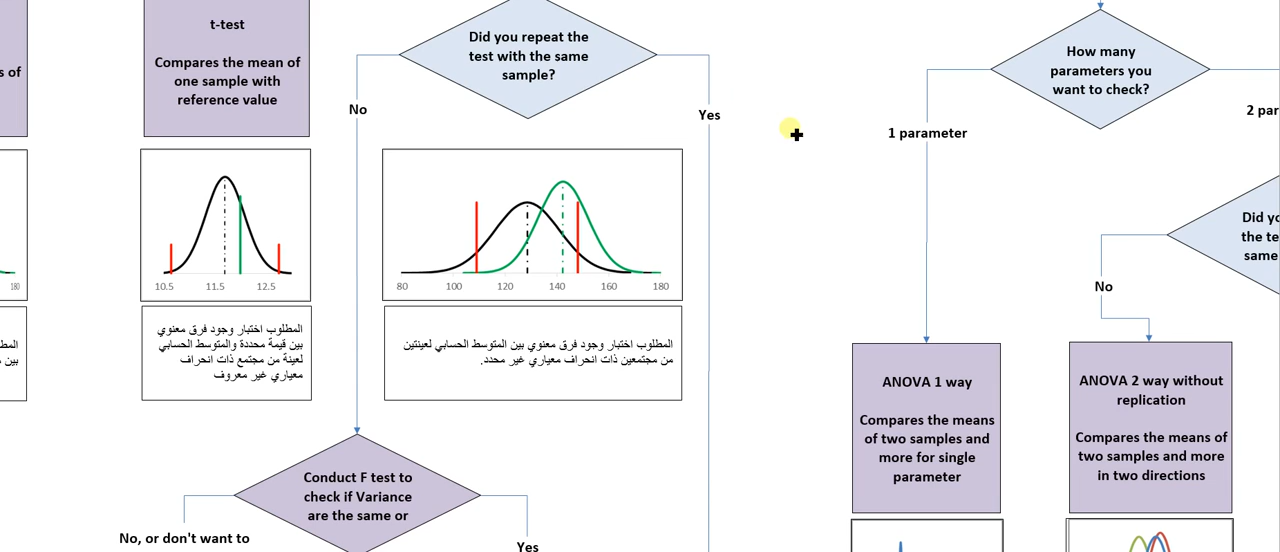 s of
t-test
Compares the mean of
one sample with
reference value
Did you repeat the
test with the same
sample?
No
Yes
How many
parameters you
want to check?
1 parameter
2 par
10.5 11.5 12.5
80 100 120 140 160 180
180
المطلوب اختبار وجود فرق معنوي
بين قيمة محددة والمتوسط الحسابي
لعينة من مجتمع ذات انحراف
معياري غير معروف
المطلوب اختبار وجود فرق معنوي بين المتوسط الحسابي لعينتين
من مجتمعين ذات انحراف معياري غير محدد.
المط
بين
Did yo
the te
same
No
ANOVA 1 way
Compares the means
of two samples and
more for single
parameter
ANOVA 2 way without
replication
Compares the means of
two samples and more
in two directions
Conduct F test to
check if Variance
are the same or
No, or don't want to
Yes